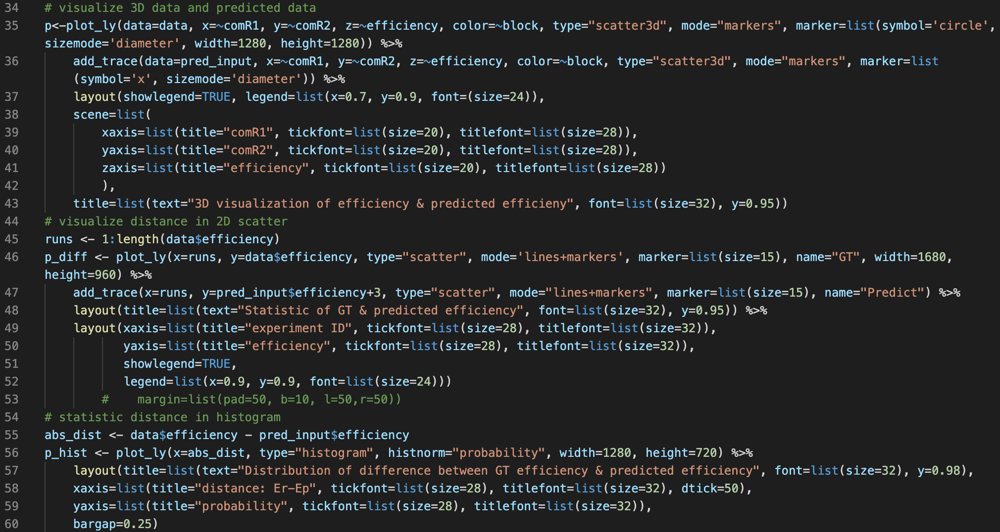 34 # visualize 3D data and predicted data
35 p<-plot_ly(data=data, x=~comR1, y=~comR2, z=~efficiency, color=~block, type="scatter3d", mode="markers", marker=list(symbol='circle',
sizemode='diameter', width=1280, height=1280)) %>%
36 add_trace(data=pred_input, x=~comR1, y=~comR2, z=~efficiency, color=~block, type="scatter3d", mode="markers", marker=list
(symbol='x', sizemode='diameter')) %>%
37 layout(showlegend=TRUE, legend=list(x=0.7, y=0.9, font=(size=24)),
38 scene=list(
39 xaxis=list(title="comR1", tickfont=list(size=20), titlefont=list(size=28)),
40 yaxis=list(title="comR2", tickfont=list(size=20), titlefont=list(size=28)),
41 zaxis=list(title="efficiency", tickfont=list(size=20), titlefont=list(size=28))
42 ),
43 title=list(text="3D visualization of efficiency & predicted efficieny", font=list(size=32), y=0.95))
44 # visualize distance in 2D scatter
45 runs <- 1:length(data$efficiency)
46 p_diff <- plot_ly(x=runs, y=data$efficiency, type="scatter", mode='lines+markers', marker=list(size=15), name="GT", width=1680,
height=960) %>%
47 add_trace(x=runs, y=pred_input$efficiency+3, type="scatter", mode="lines+markers", marker=list(size=15), name="Predict") %>%
48 layout(title=list(text="Statistic of GT & predicted efficiency", font=list(size=32), y=0.95)) %>%
49 layout(xaxis=list(title="experiment ID", tickfont=list(size=28), titlefont=list(size=32)),
50 yaxis=list(title="efficiency", tickfont=list(size=28), titlefont=list(size=32)),
51 showlegend=TRUE,
52 legend=list(x=0.9, y=0.9, font=list(size=24)))
53 # margin=list(pad=50, b=10, l=50,r=50))
54 # statistic distance in histogram
55 abs_dist <- data$efficiency - pred_input$efficiency
56 p_hist <- plot_ly(x=abs_dist, type="histogram", histnorm="probability", width=1280, height=720) %>%
57 layout(title=list(text="Distribution of difference between GT efficiency & predicted efficiency", font=list(size=32), y=0.98),
58 xaxis=list(title="distance: Er-Ep", tickfont=list(size=28), titlefont=list(size=32), dtick=50),
59 yaxis=list(title="probability", tickfont=list(size=28), titlefont=list(size=32)),
60 bargap=0.25)